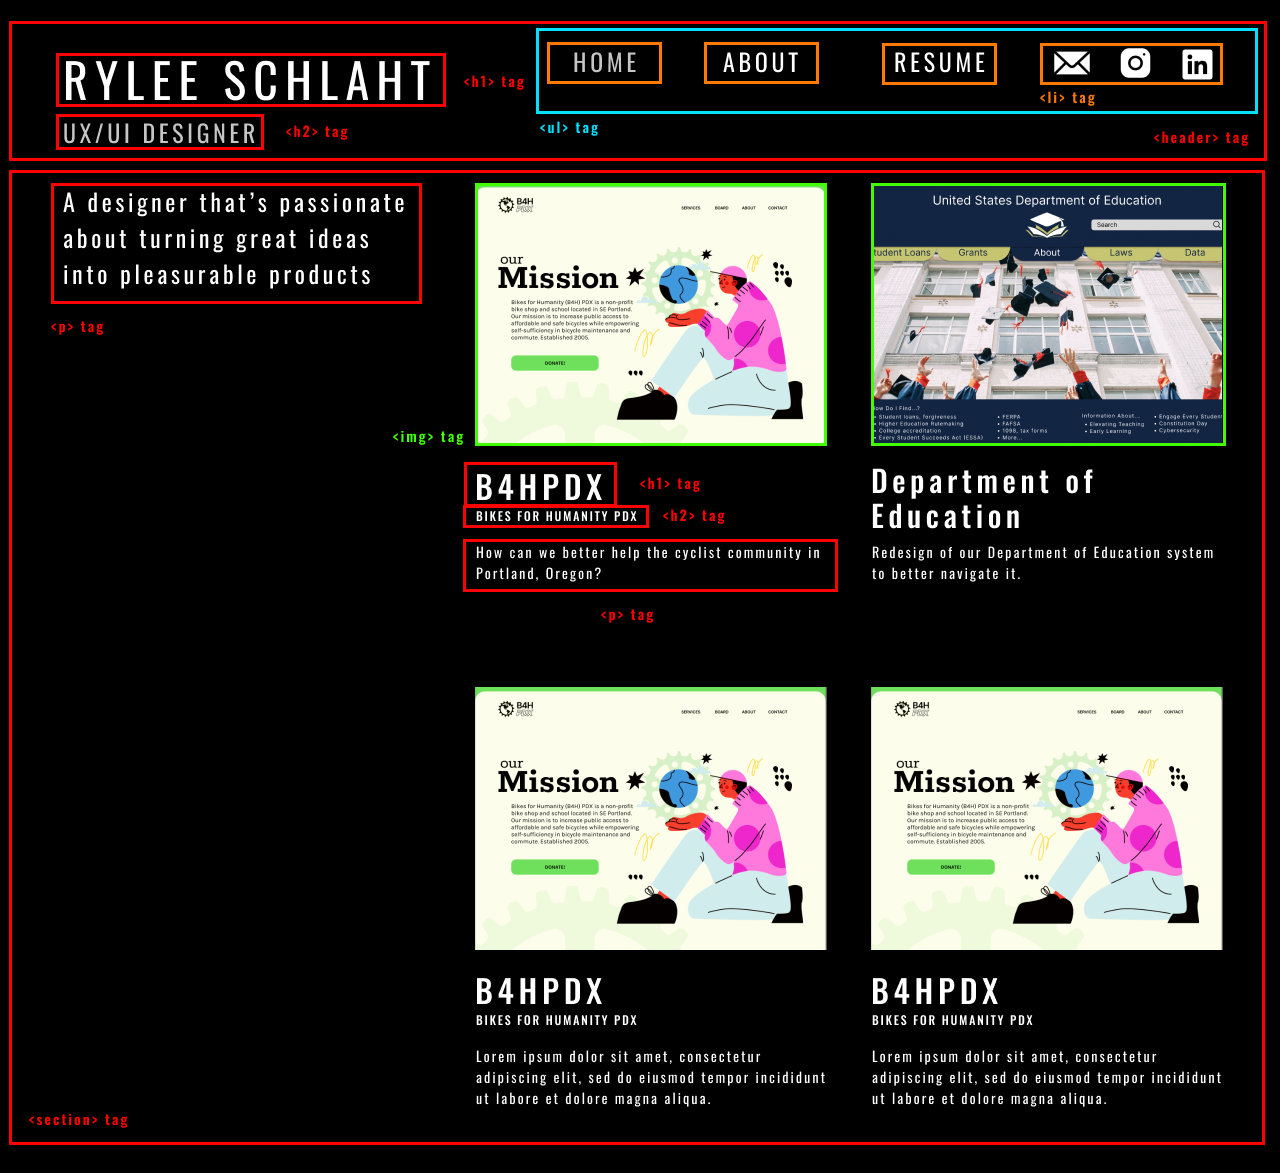 RYLEE SCHLAHT
<h1> tag
UX/UI DESIGNER
<h2> tag
HOME
ABOUT
RESUME
in
<li> tag
<ul> tag
<header> tag
A designer that’s passionate
about turning great ideas
into pleasurable products
<p> tag
B4H
PDX
SERVICES
BOARD
ABOUT
CONTACT
our
Mission
Bikes for Humanity (B4H) PDX is a non-profit
bike shop and school located in SE Portland.
Our mission is to increase public access to
affordable and safe bicycles while empowering
self-sufficiency in bicycle maintenance and
commute. Established 2005.
DONATE!
<img> tag
United States Department of Education
Search
tudent Loans
Grants
About
Laws
Data
ow Do I Find...?
• Student loans, forgiveness
• Higher Education Rulemaking
• College accreditation
• Every Student Succeeds Act (ESSA)
• FERPA
• FAFSA
• 1098, tax forms
• More...
Information About...
• Elevating Teaching
• Early Learning
• Engage Every Studen
• Constitution Day
• Cybersecurity
B4HPDX
<h1> tag
BIKES FOR HUMANITY PDX
<h2> tag
How can we better help the cyclist community in
Portland, Oregon?
<p> tag
Department of
Education
Redesign of our Department of Education system
to better navigate it.
B4H
PDX
SERVICES
BOARD
ABOUT
CONTACT
our
Mission
Bikes for Humanity (B4H) PDX is a non-profit
bike shop and school located in SE Portland.
Our mission is to increase public access to
affordable and safe bicycles while empowering
self-sufficiency in bicycle maintenance and
commute. Established 2005.
DONATE!
B4H
PDX
SERVICES
BOARD
ABOUT
CONTACT
our
Mission
Bikes for Humanity (B4H) PDX is a non-profit
bike shop and school located in SE Portland.
Our mission is to increase public access to
affordable and safe bicycles while empowering
self-sufficiency in bicycle maintenance and
commute. Established 2005.
DONATE!
B4HPDX
BIKES FOR HUMANITY PDX
Lorem ipsum dolor sit amet, consectetur
adipiscing elit, sed do eiusmod tempor incididunt
ut labore et dolore magna aliqua.
B4HPDX
BIKES FOR HUMANITY PDX
Lorem ipsum dolor sit amet, consectetur
adipiscing elit, sed do eiusmod tempor incididunt
ut labore et dolore magna aliqua.
<section> tag